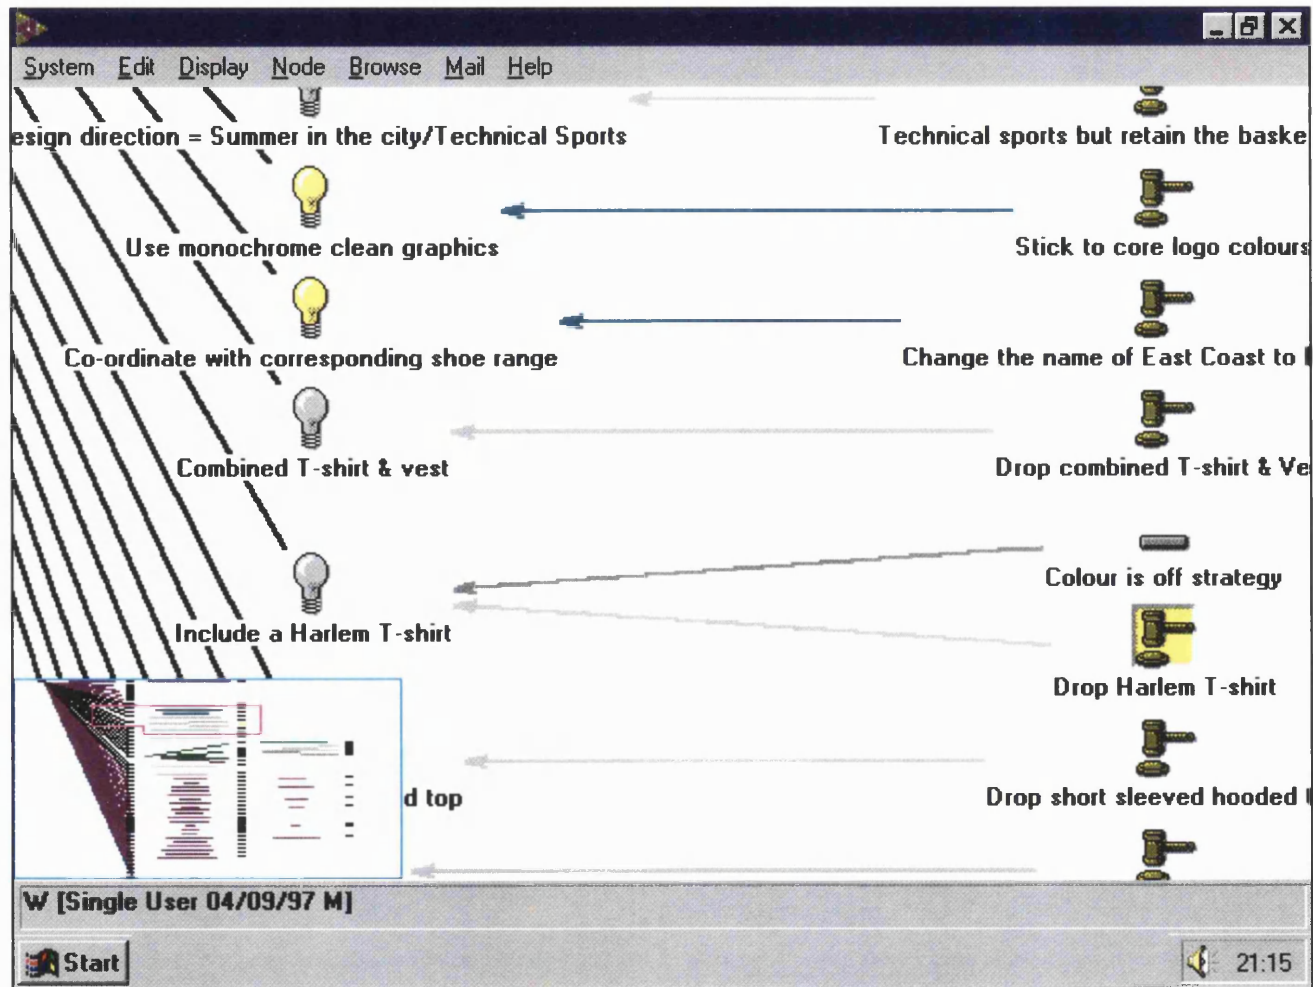 System Edit Display Node Browse Mail Help
esign direction = Summer in the city/Technical Sports
Technical sports but retain the baske
Use monochrome clean graphics
Stick to core logo colours
Co-ordinate with corresponding shoe range
Change the name of East Coast to
Combined T-shirt & vest
Drop combined T-shirt & Ve
Colour is off strategy
Include a Harlem T-shirt
Drop Harlem T-shirt
d top
Drop short sleeved hooded
W [Single User 04/09/97 M]
Start
21:15